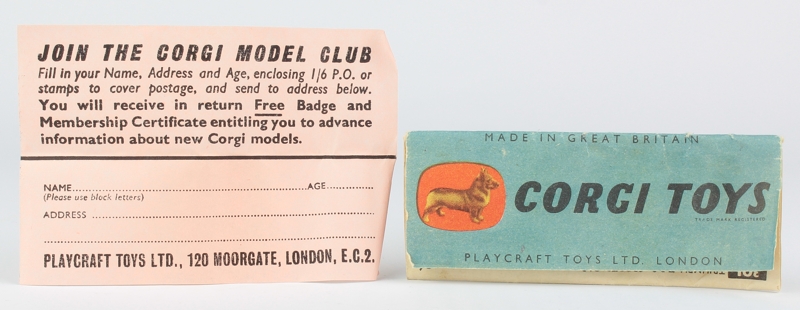 JOIN THE CORGI MODEL CLUB
Fill in your Name, Address and Age, enclosing 1/6 P.O. or
stamps to cover postage, and send to address below.
You will receive in return Free Badge and
Membership Certificate entitling you to advance
information about new Corgi models.
NAME AGE
(Please use block letters)
ADDRESS
PLAYCRAFT TOYS LTD., 120 MOORGATE, LONDON, E.C.2.
MADE IN GREAT BRITAIN
CORGI TOYS
TRADE MARK REGISTERED
PLAYCRAFT TOYS LTD. LONDON